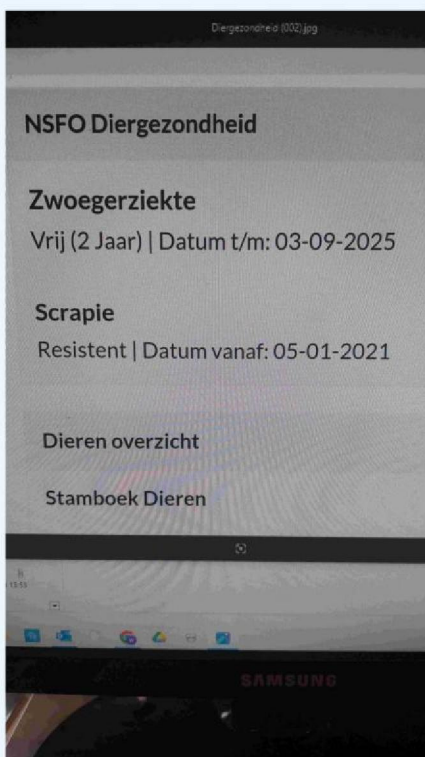 Diergezondheid (002).jpg
NSFO Diergezondheid
Zwoegerziekte
Vrij (2 Jaar) | Datum t/m: 03-09-2025
Scrapie
Resistent | Datum vanaf: 05-01-2021
Dieren overzicht
Stamboek Dieren
SAMSUNG